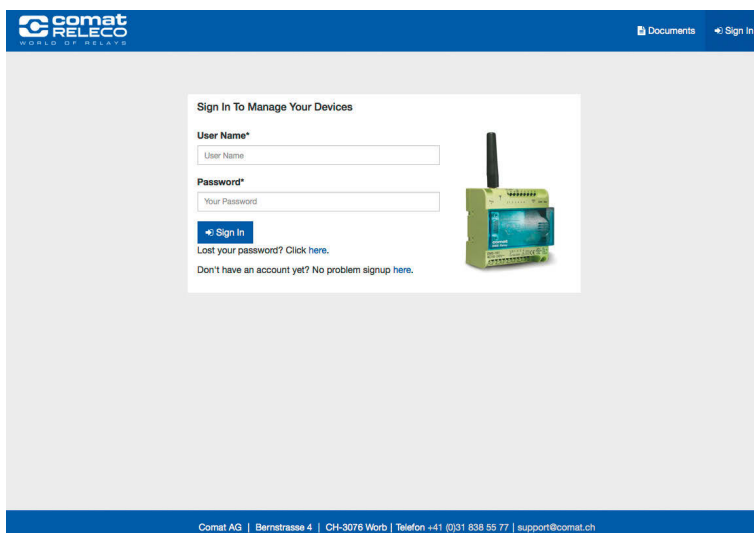 comat
RELECO
WORLD OF RELAYS
Documents
Sign In
Sign In To Manage Your Devices
User Name*
User Name
Password*
Your Password
Sign In
Lost your password? Click here.
Don't have an account yet? No problem signup here.
Comat AG | Bernstrasse 4 | CH-3076 Worb | Telefon +41 (0)31 838 55 77 | support@comat.ch